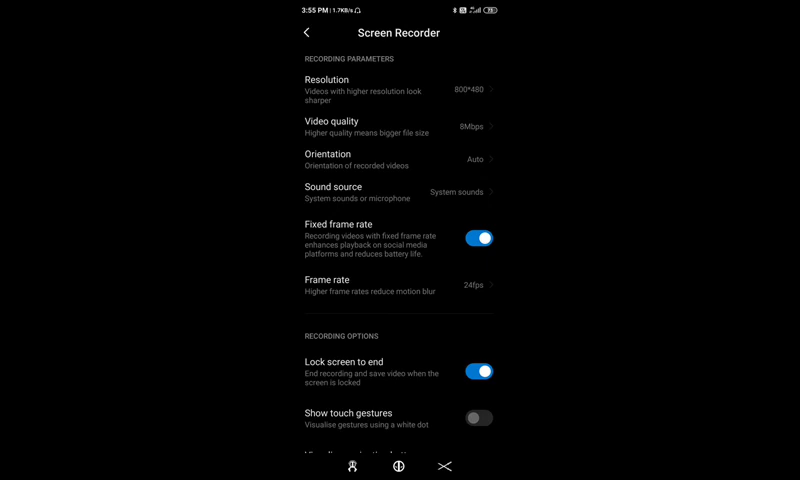 3:55 PM | 1.7KB/s
73
Screen Recorder
RECORDING PARAMETERS
Resolution
Videos with higher resolution look
sharper
800*480
Video quality
Higher quality means bigger file size
8Mbps
Orientation
Orientation of recorded videos
Auto
Sound source
System sounds or microphone
System sounds
Fixed frame rate
Recording videos with fixed frame rate
enhances playback on social media
platforms and reduces battery life.
Frame rate
Higher frame rates reduce motion blur
24fps
RECORDING OPTIONS
Lock screen to end
End recording and save video when the
screen is locked
Show touch gestures
Visualise gestures using a white dot